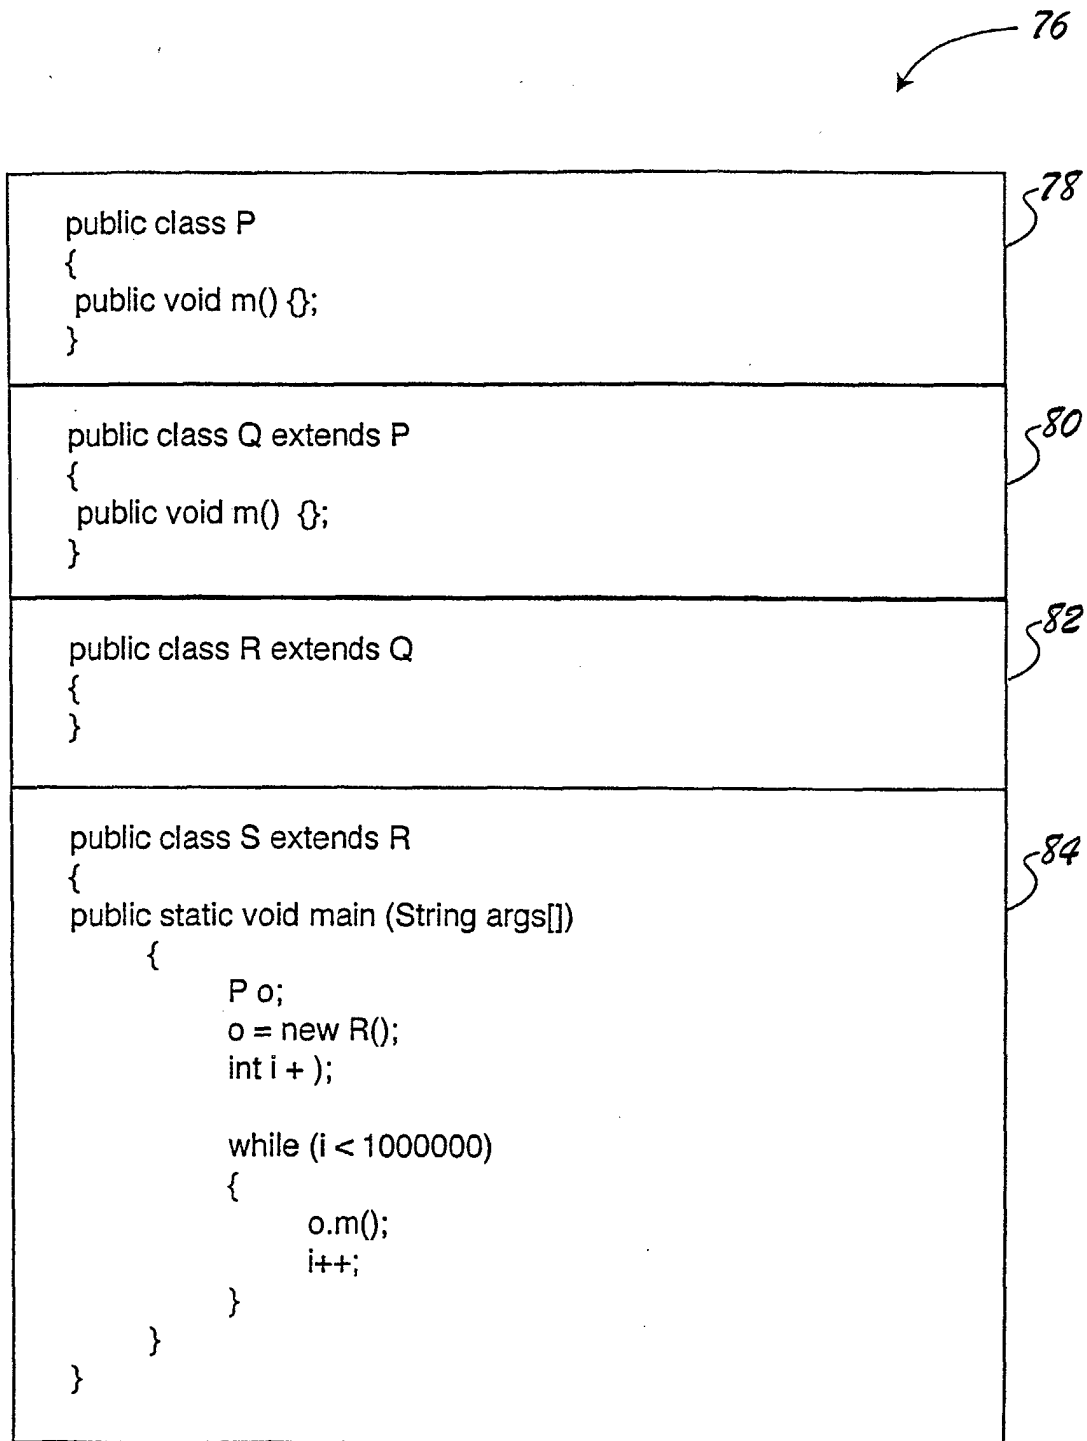 76
78
public class P
{
public void m() {};
}
80
public class Q extends P
{
public void m() {};
}
82
public class R extends Q
{
}
84
public class S extends R
{
public static void main (String args[])
{
P o;
o = new R();
int i + );
while (i < 1000000)
{
o.m();
i++;
}
}
}